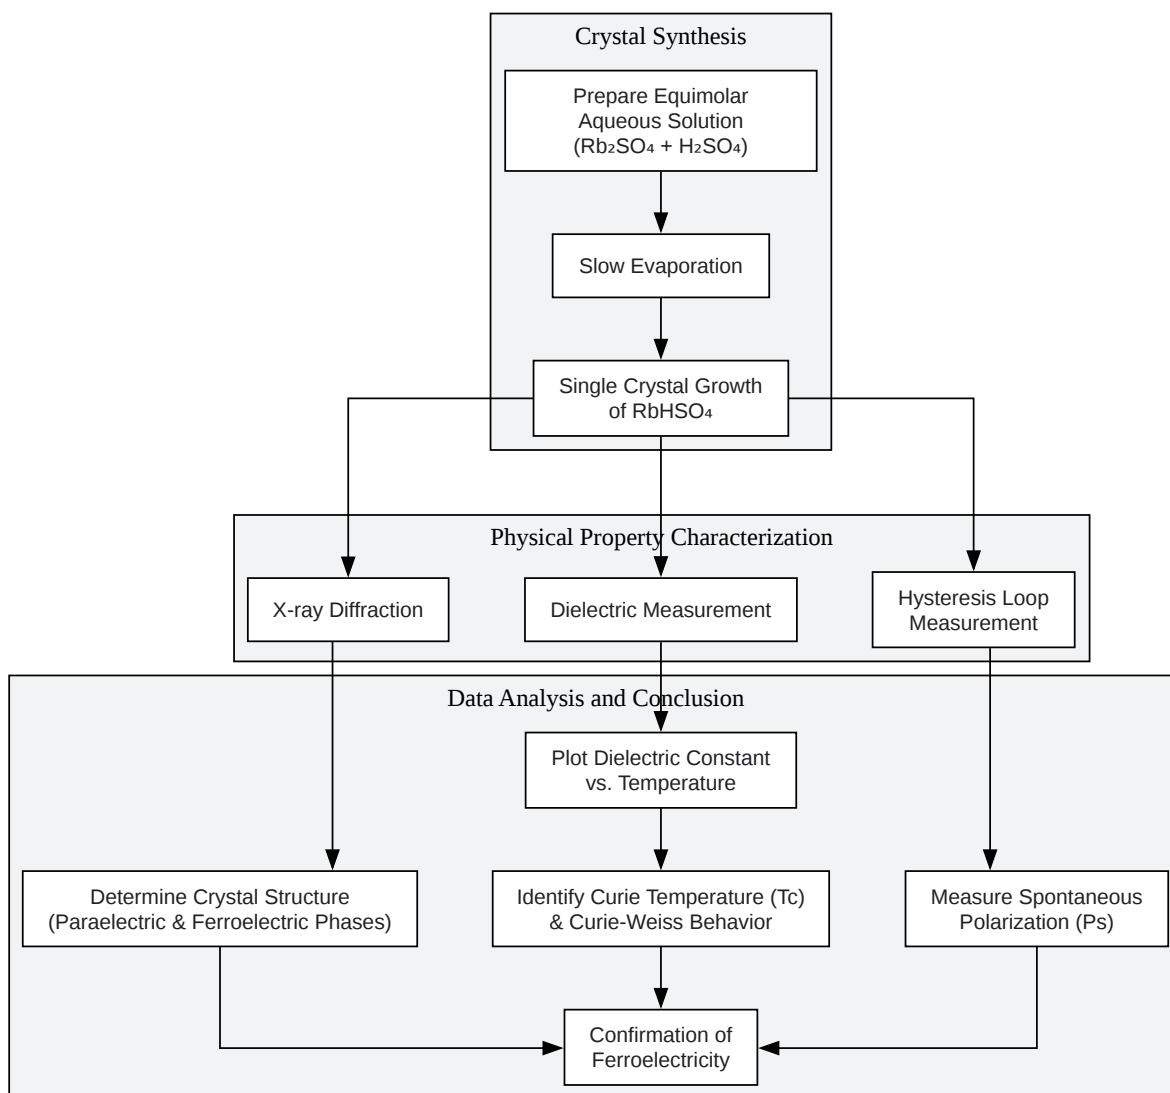 Crystal Synthesis
Prepare Equimolar
Aqueous Solution
(Rb₂SO₄ + H₂SO₄)
Slow Evaporation
Single Crystal Growth
of RbHSO₄
Physical Property Characterization
X-ray Diffraction
Dielectric Measurement
Hysteresis Loop
Measurement
Data Analysis and Conclusion
Plot Dielectric Constant
vs. Temperature
Determine Crystal Structure
(Paraelectric & Ferroelectric Phases)
Identify Curie Temperature (Tc)
& Curie-Weiss Behavior
Measure Spontaneous
Polarization (Ps)
Confirmation of
Ferroelectricity